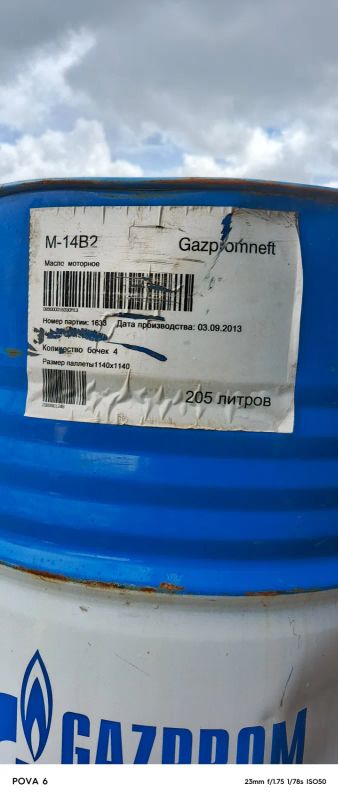 М-14В2 Gazpromneft
Масло моторное
Номер партии: 1633 Дата производства: 03.09.2013
Количество бочек 4
Размер паллеты1140x1140
205 литров
GAZPROM
POVA 6 23mm f/1.75 1/78s ISO50